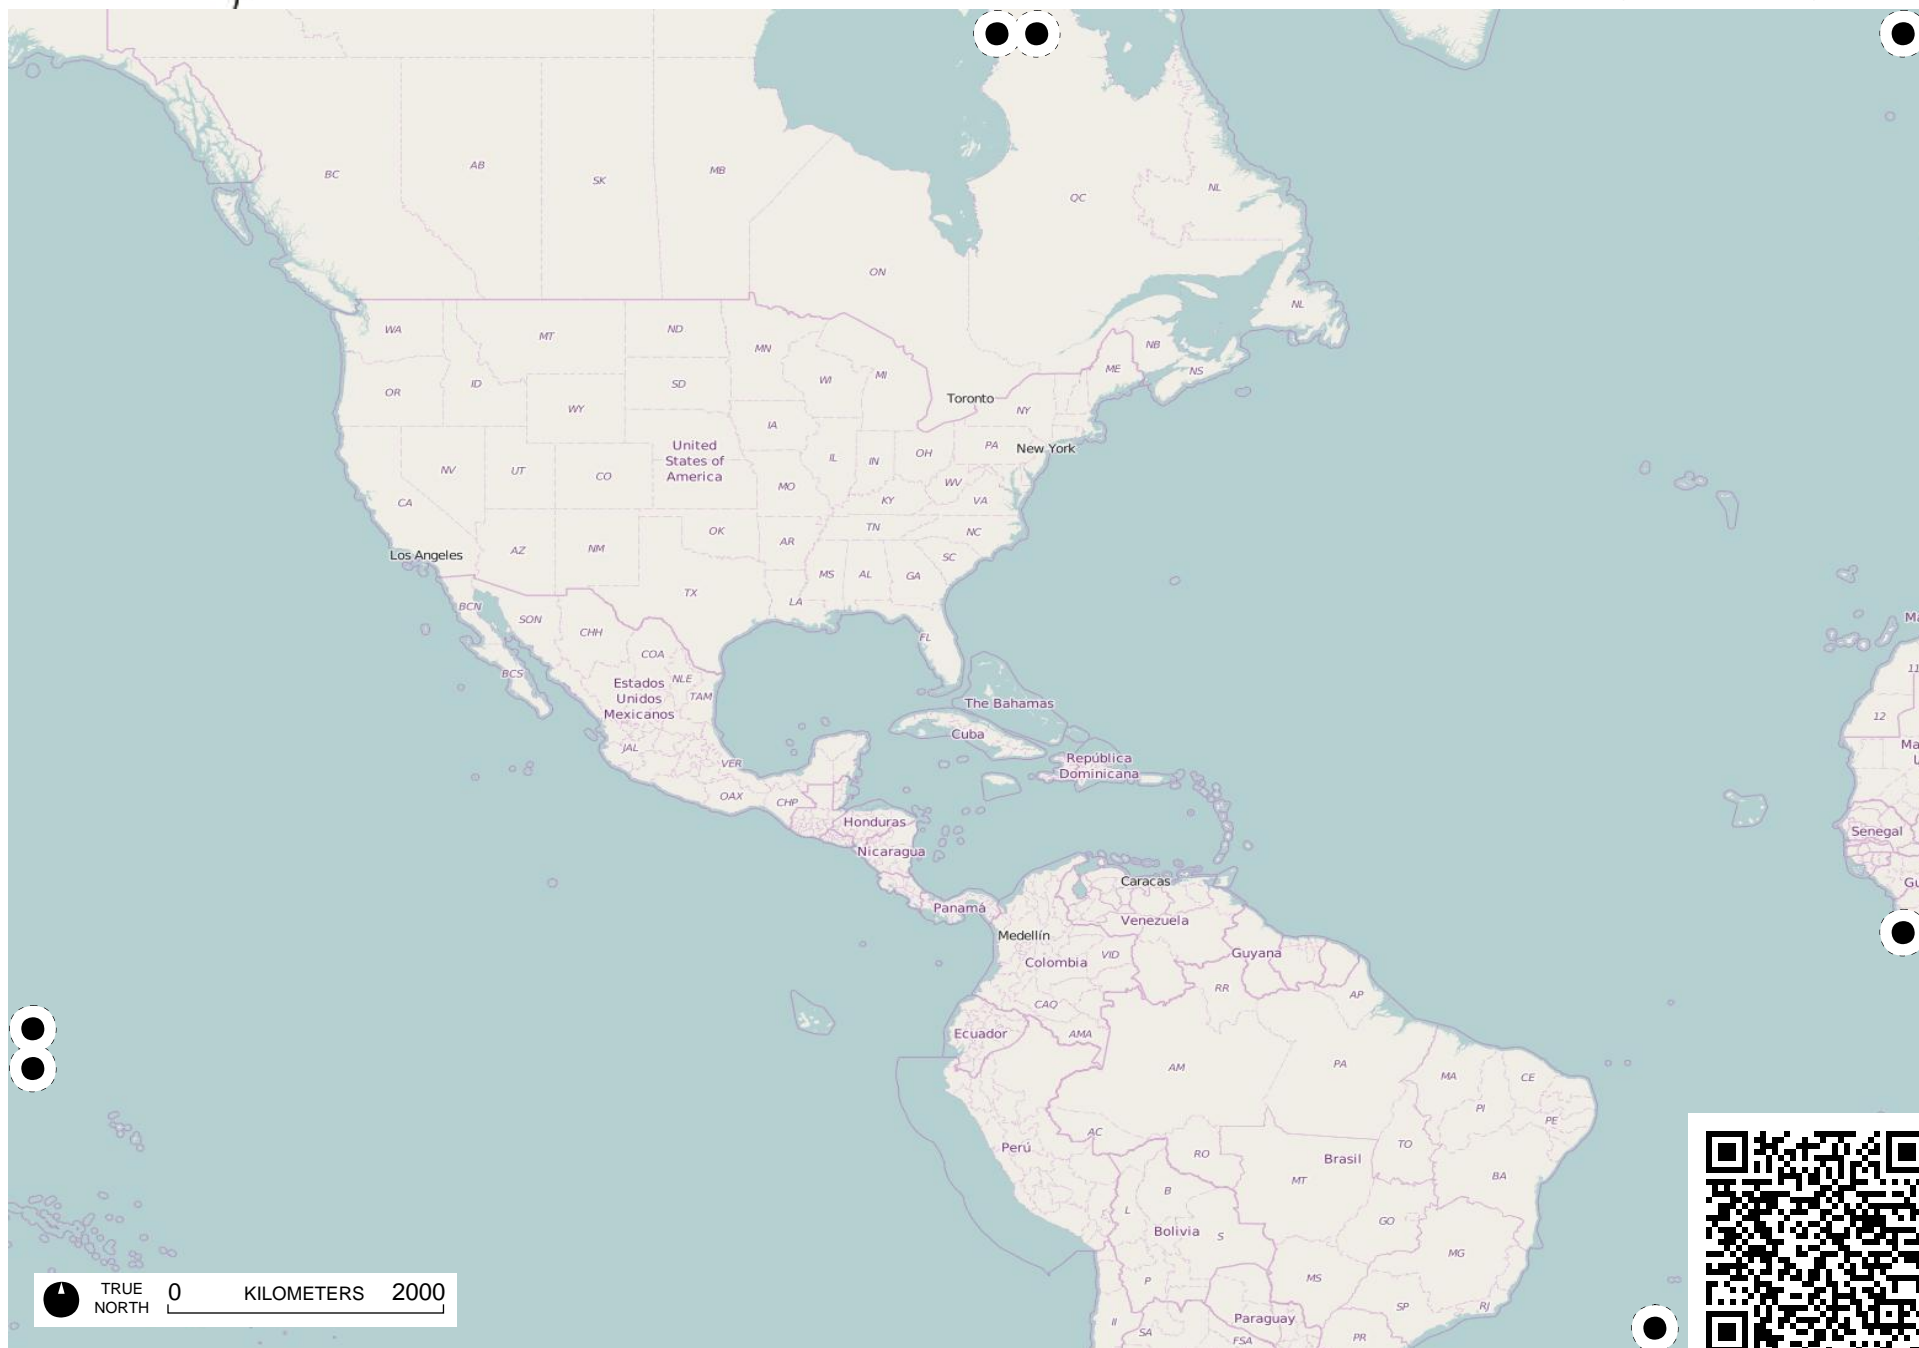 BC
AB
SK
MB
QC
NL
ON
NL
WA
MT
ND
MN
NB
ME
NS
OR
ID
SD
WI
MI
WY
Toronto
NY
IA
United
States of
America
PA
New York
NV
UT
CO
IL
IN
OH
WV
MO
CA
KY
VA
OK
TN
NC
AR
Los Angeles
AZ
NM
SC
MS
AL
GA
TX
LA
BCN
SON
CHH
FL
Ma
COA
11
BCS
NLE
Estados
Unidos
Mexicanos
TAM
The Bahamas
12
Cuba
JAL
VER
República
Dominicana
Ma
U
OAX
CHP
Honduras
Senegal
Nicaragua
Caracas
Gu
Panamá
Venezuela
Medellín
Colombia
VID
Guyana
RR
AP
CAQ
Ecuador
AMA
AM
PA
MA
CE
PI
PE
AC
Perú
RO
TO
Brasil
MT
BA
B
L
Bolivia
S
GO
MG
P
MS
SP
RJ
II
SA
Paraguay
FSA
PR
TRUE
NORTH
0 KILOMETERS 2000